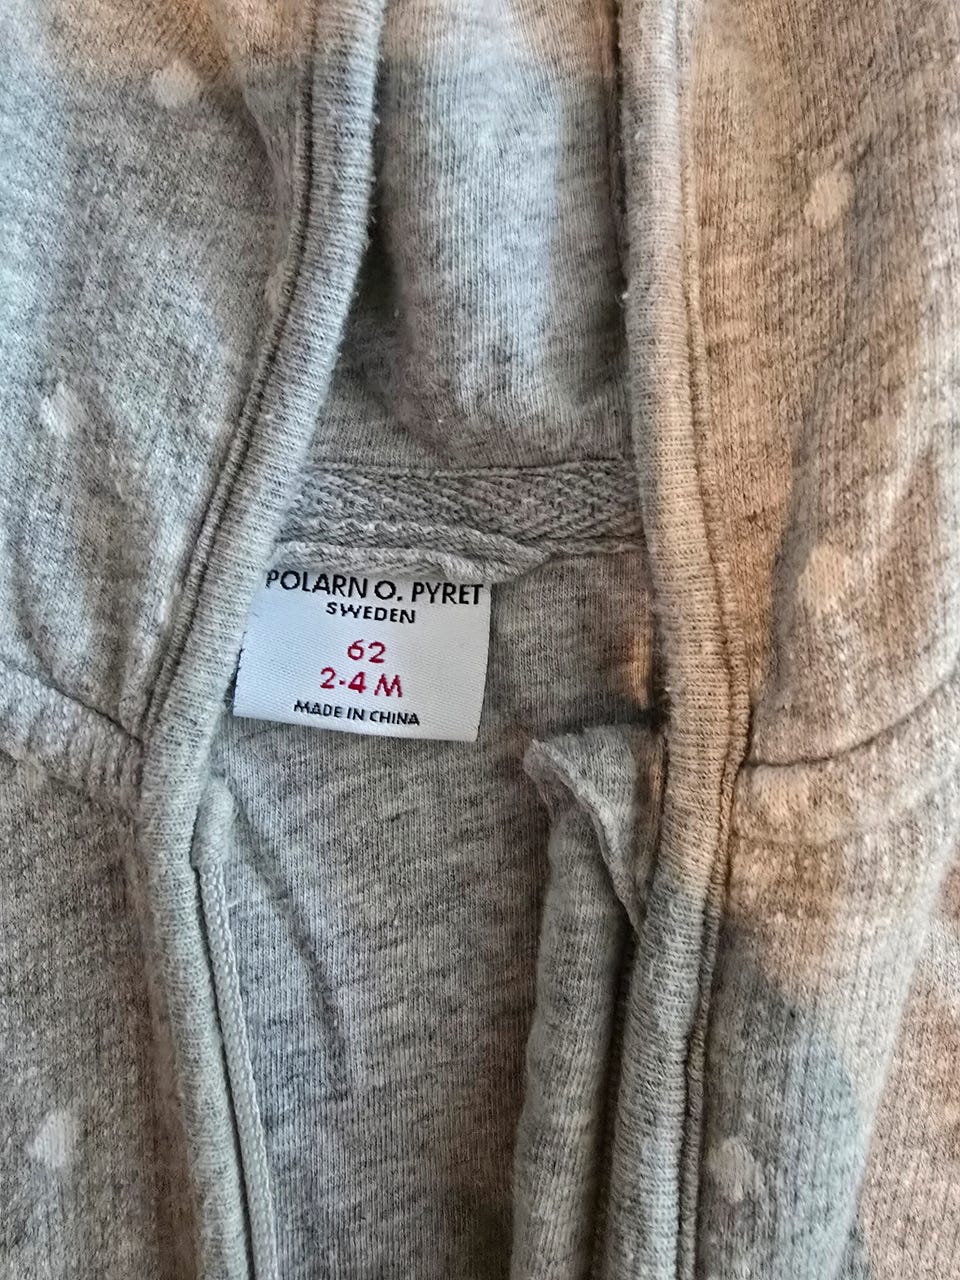 POLARN O. PYRET
SWEDEN
62
2-4 M
MADE IN CHINA